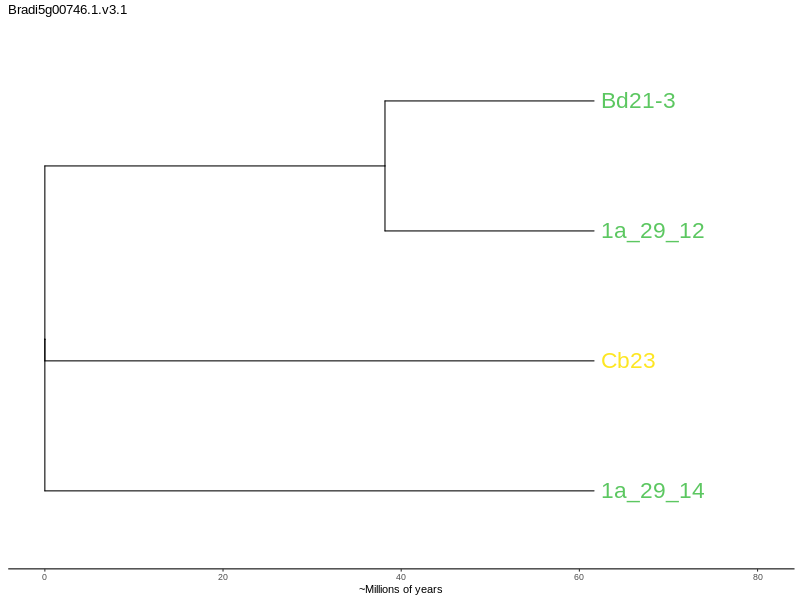 Bradi5g00746.1.v3.1
Bd21-3
1a_29_12
Cb23
1a_29_14
0 20 40 60 80
~Millions of years